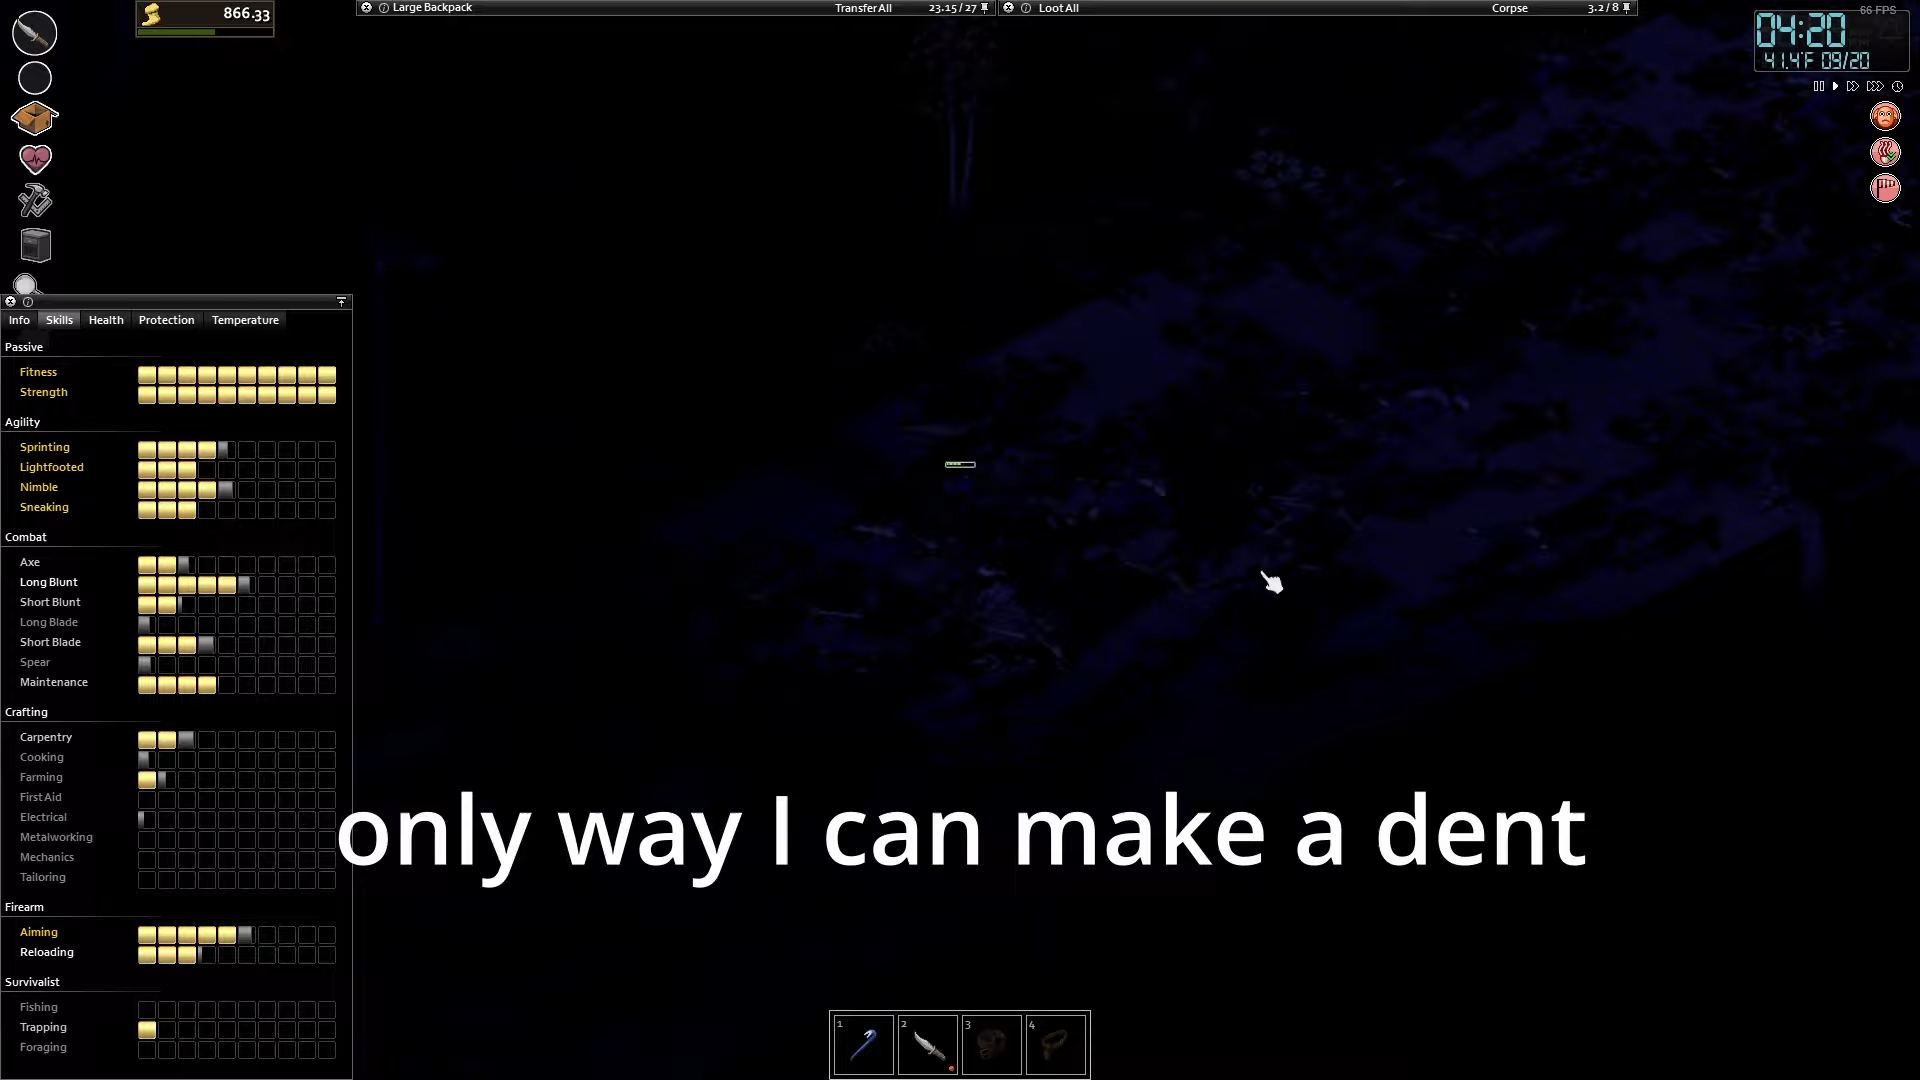 866.33
Large Backpack Transfer All 23.15 / 27
Loot All Corpse 3.2 / 8
66 FPS
04:20
41.4°F 09/20
Info Skills Health Protection Temperature
Passive
Fitness
Strength
Agility
Sprinting
Lightfooted
Nimble
Sneaking
Combat
Axe
Long Blunt
Short Blunt
Long Blade
Short Blade
Spear
Maintenance
Crafting
Carpentry
Cooking
Farming
First Aid
Electrical
Metalworking
Mechanics
Tailoring
Firearm
Aiming
Reloading
Survivalist
Fishing
Trapping
Foraging
only way I can make a dent
1 2 3 4